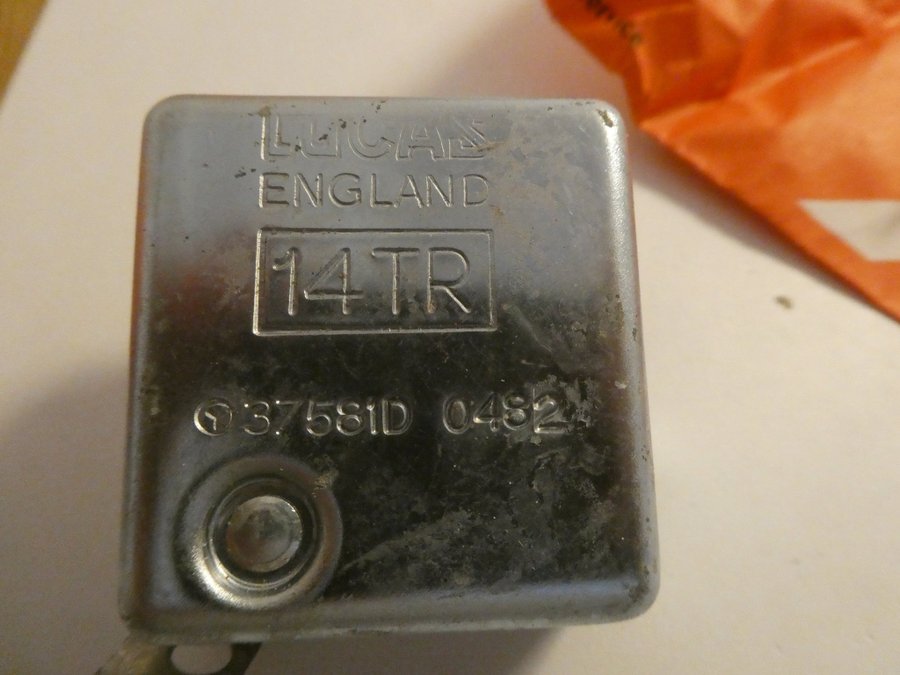 LUCAS
ENGLAND
14TR
37581D 0482